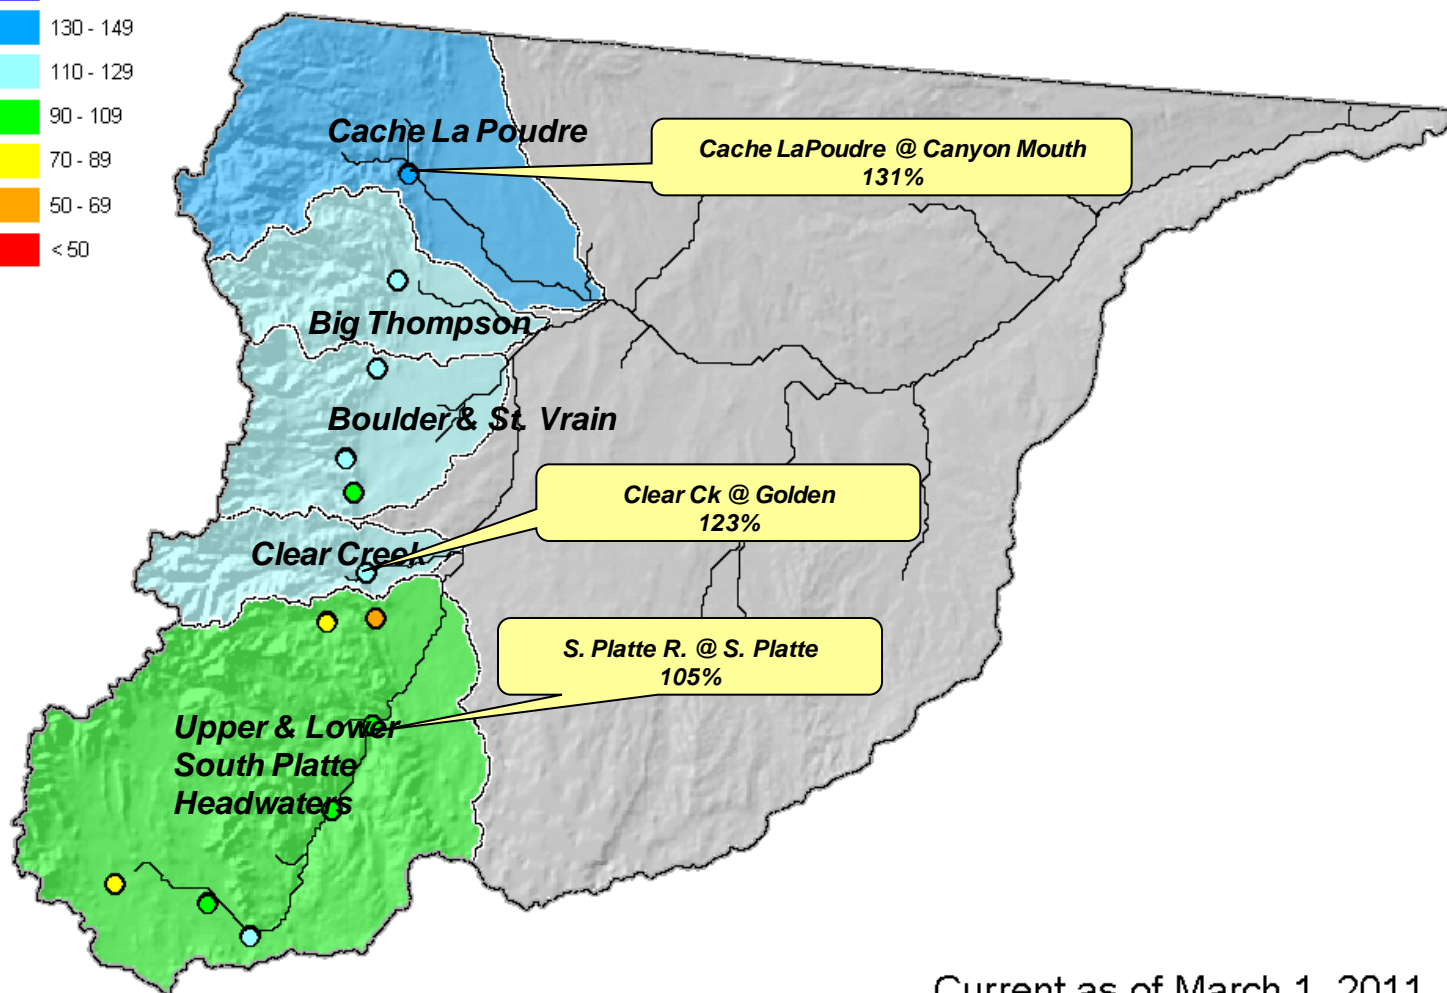 130 - 149
110 - 129
90 - 109
70 - 89
50 - 69
< 50
Cache La Poudre
Cache LaPoudre @ Canyon Mouth
131%
Big Thompson
Boulder & St. Vrain
Clear Ck @ Golden
123%
Clear Creek
S. Platte R. @ S. Platte
105%
Upper & Lower
South Platte
Headwaters
Current as of March 1, 2011